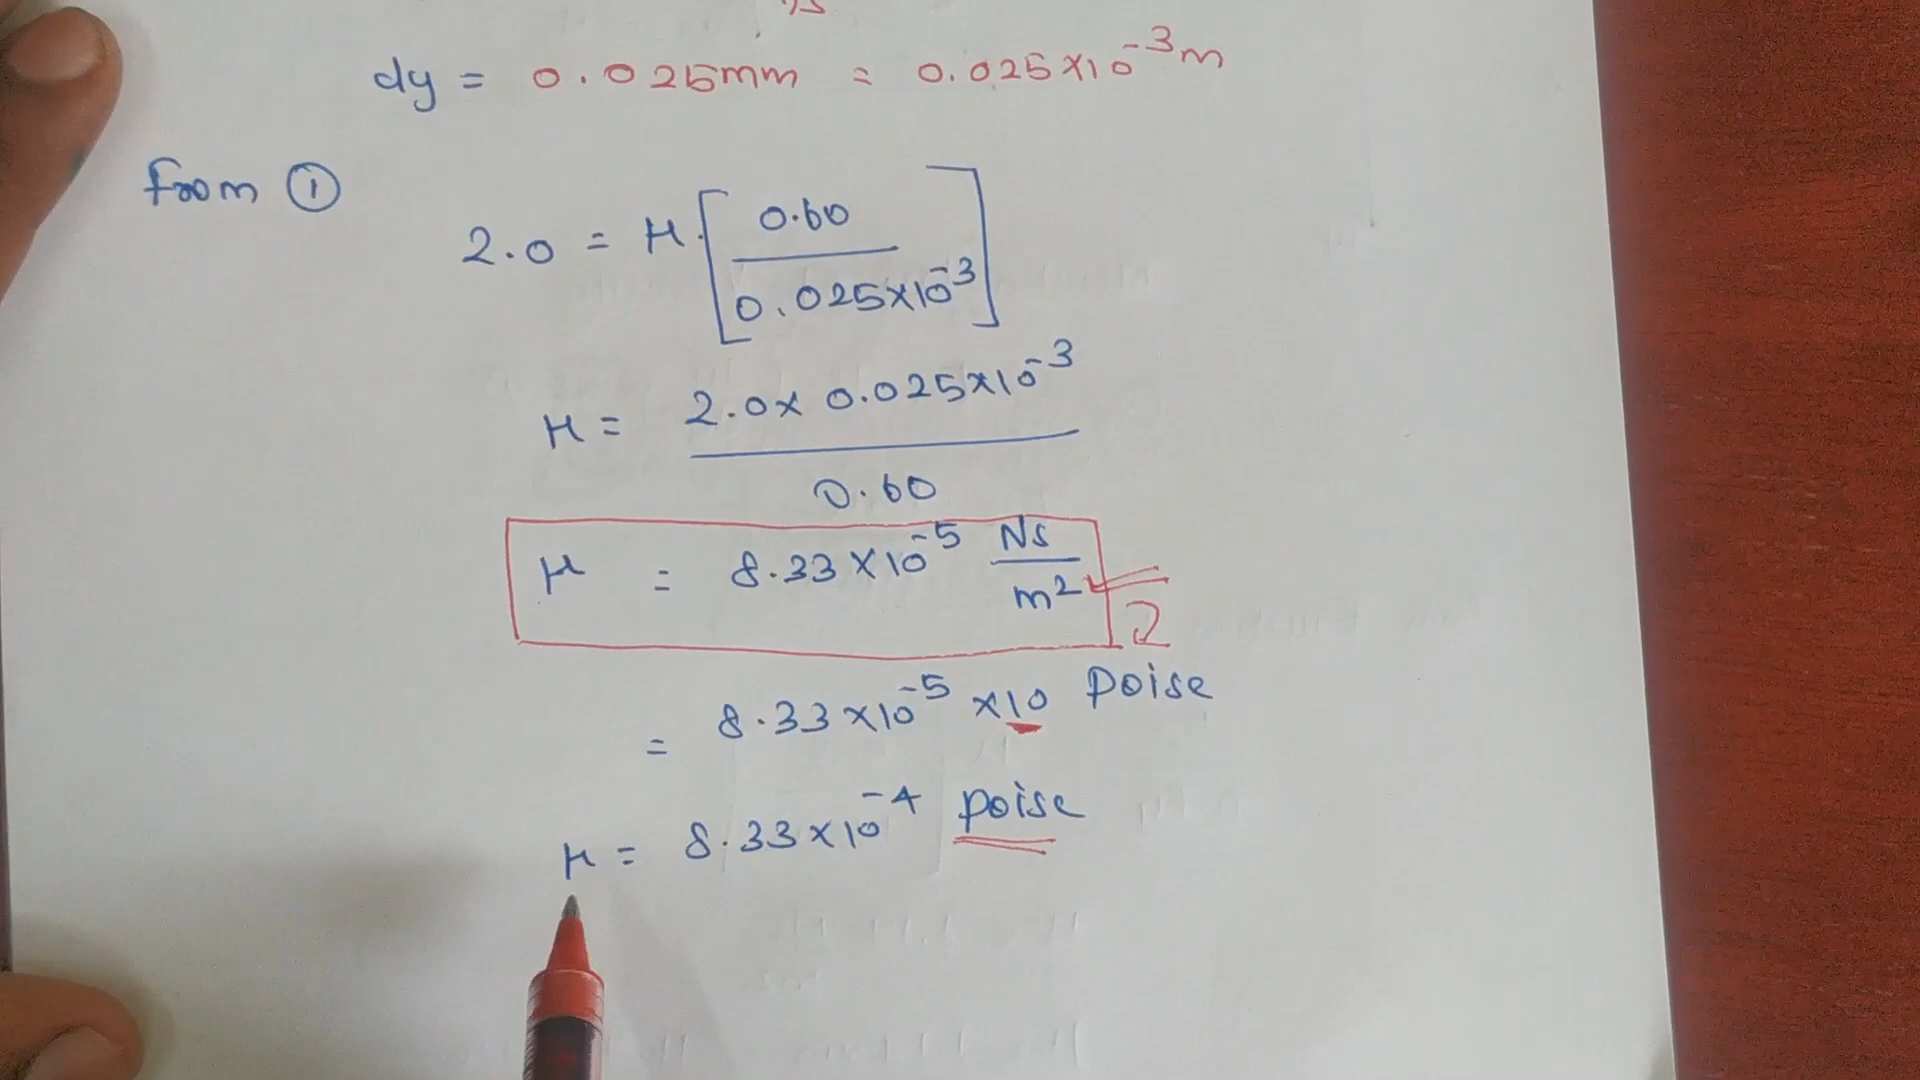 dy = 0.025mm = 0.025×10⁻³m
From ①
2.0 = μ.[0.60 / 0.025×10⁻³]
μ = 2.0× 0.025×10⁻³ / 0.60
μ = 8.33×10⁻⁵ Ns/m²
= 8.33×10⁻⁵ ×10 Poise
μ = 8.33×10⁻⁴ Poise